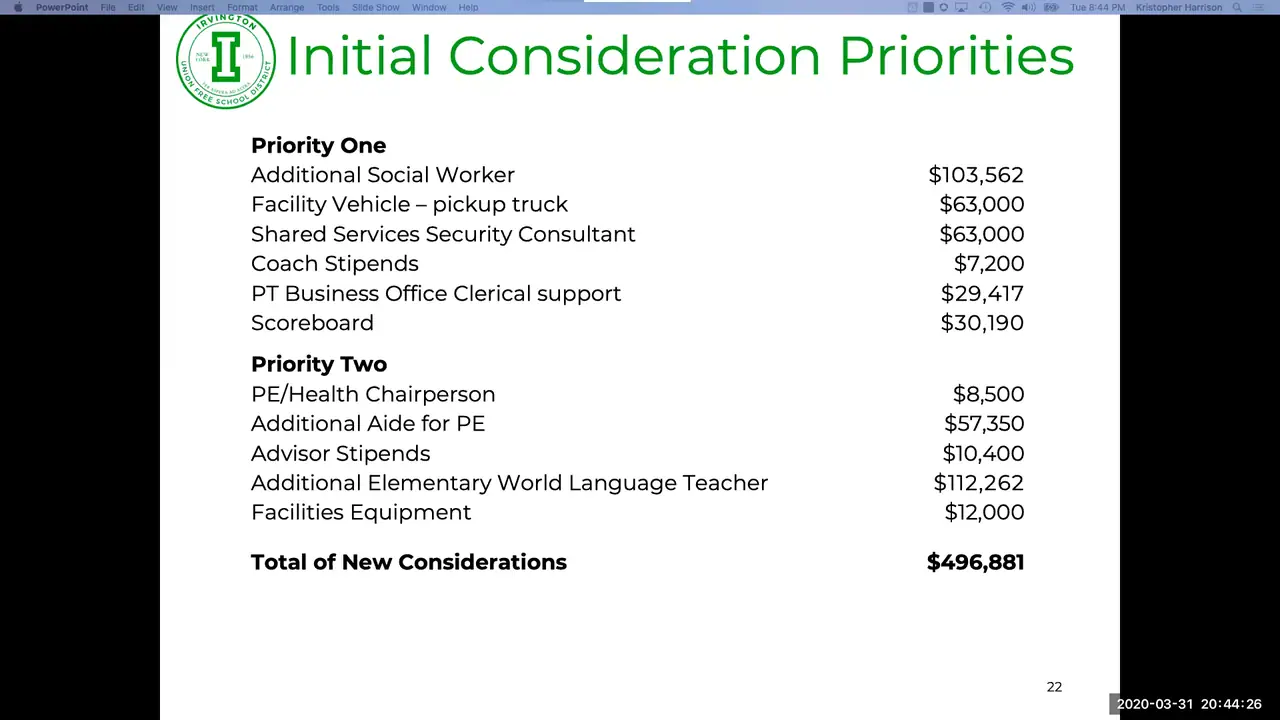 PowerPoint File Edit View Insert Format Arrange Tools Slide Show Window Help Tue 8:44 PM Kristopher Harrison
IRVINGTON
NEW YORK I 1956
UNION FREE SCHOOL DISTRICT
Initial Consideration Priorities
Priority One
Additional Social Worker $103,562
Facility Vehicle – pickup truck $63,000
Shared Services Security Consultant $63,000
Coach Stipends $7,200
PT Business Office Clerical support $29,417
Scoreboard $30,190
Priority Two
PE/Health Chairperson $8,500
Additional Aide for PE $57,350
Advisor Stipends $10,400
Additional Elementary World Language Teacher $112,262
Facilities Equipment $12,000
Total of New Considerations $496,881
22
2020-03-31 20:44:26